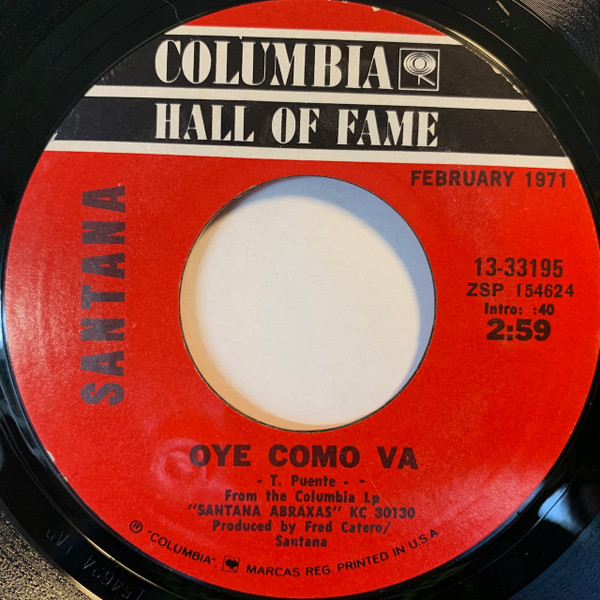 COLUMBIA
HALL OF FAME
FEBRUARY 1971
SANTANA
13-33195
ZSP 154624
Intro: :40
2:59
OYE COMO VA
- T. Puente - -
From the Columbia Lp
"SANTANA ABRAXAS" KC 30130
Produced by Fred Catero/
Santana
® "COLUMBIA" MARCAS REG. PRINTED IN U.S.A.